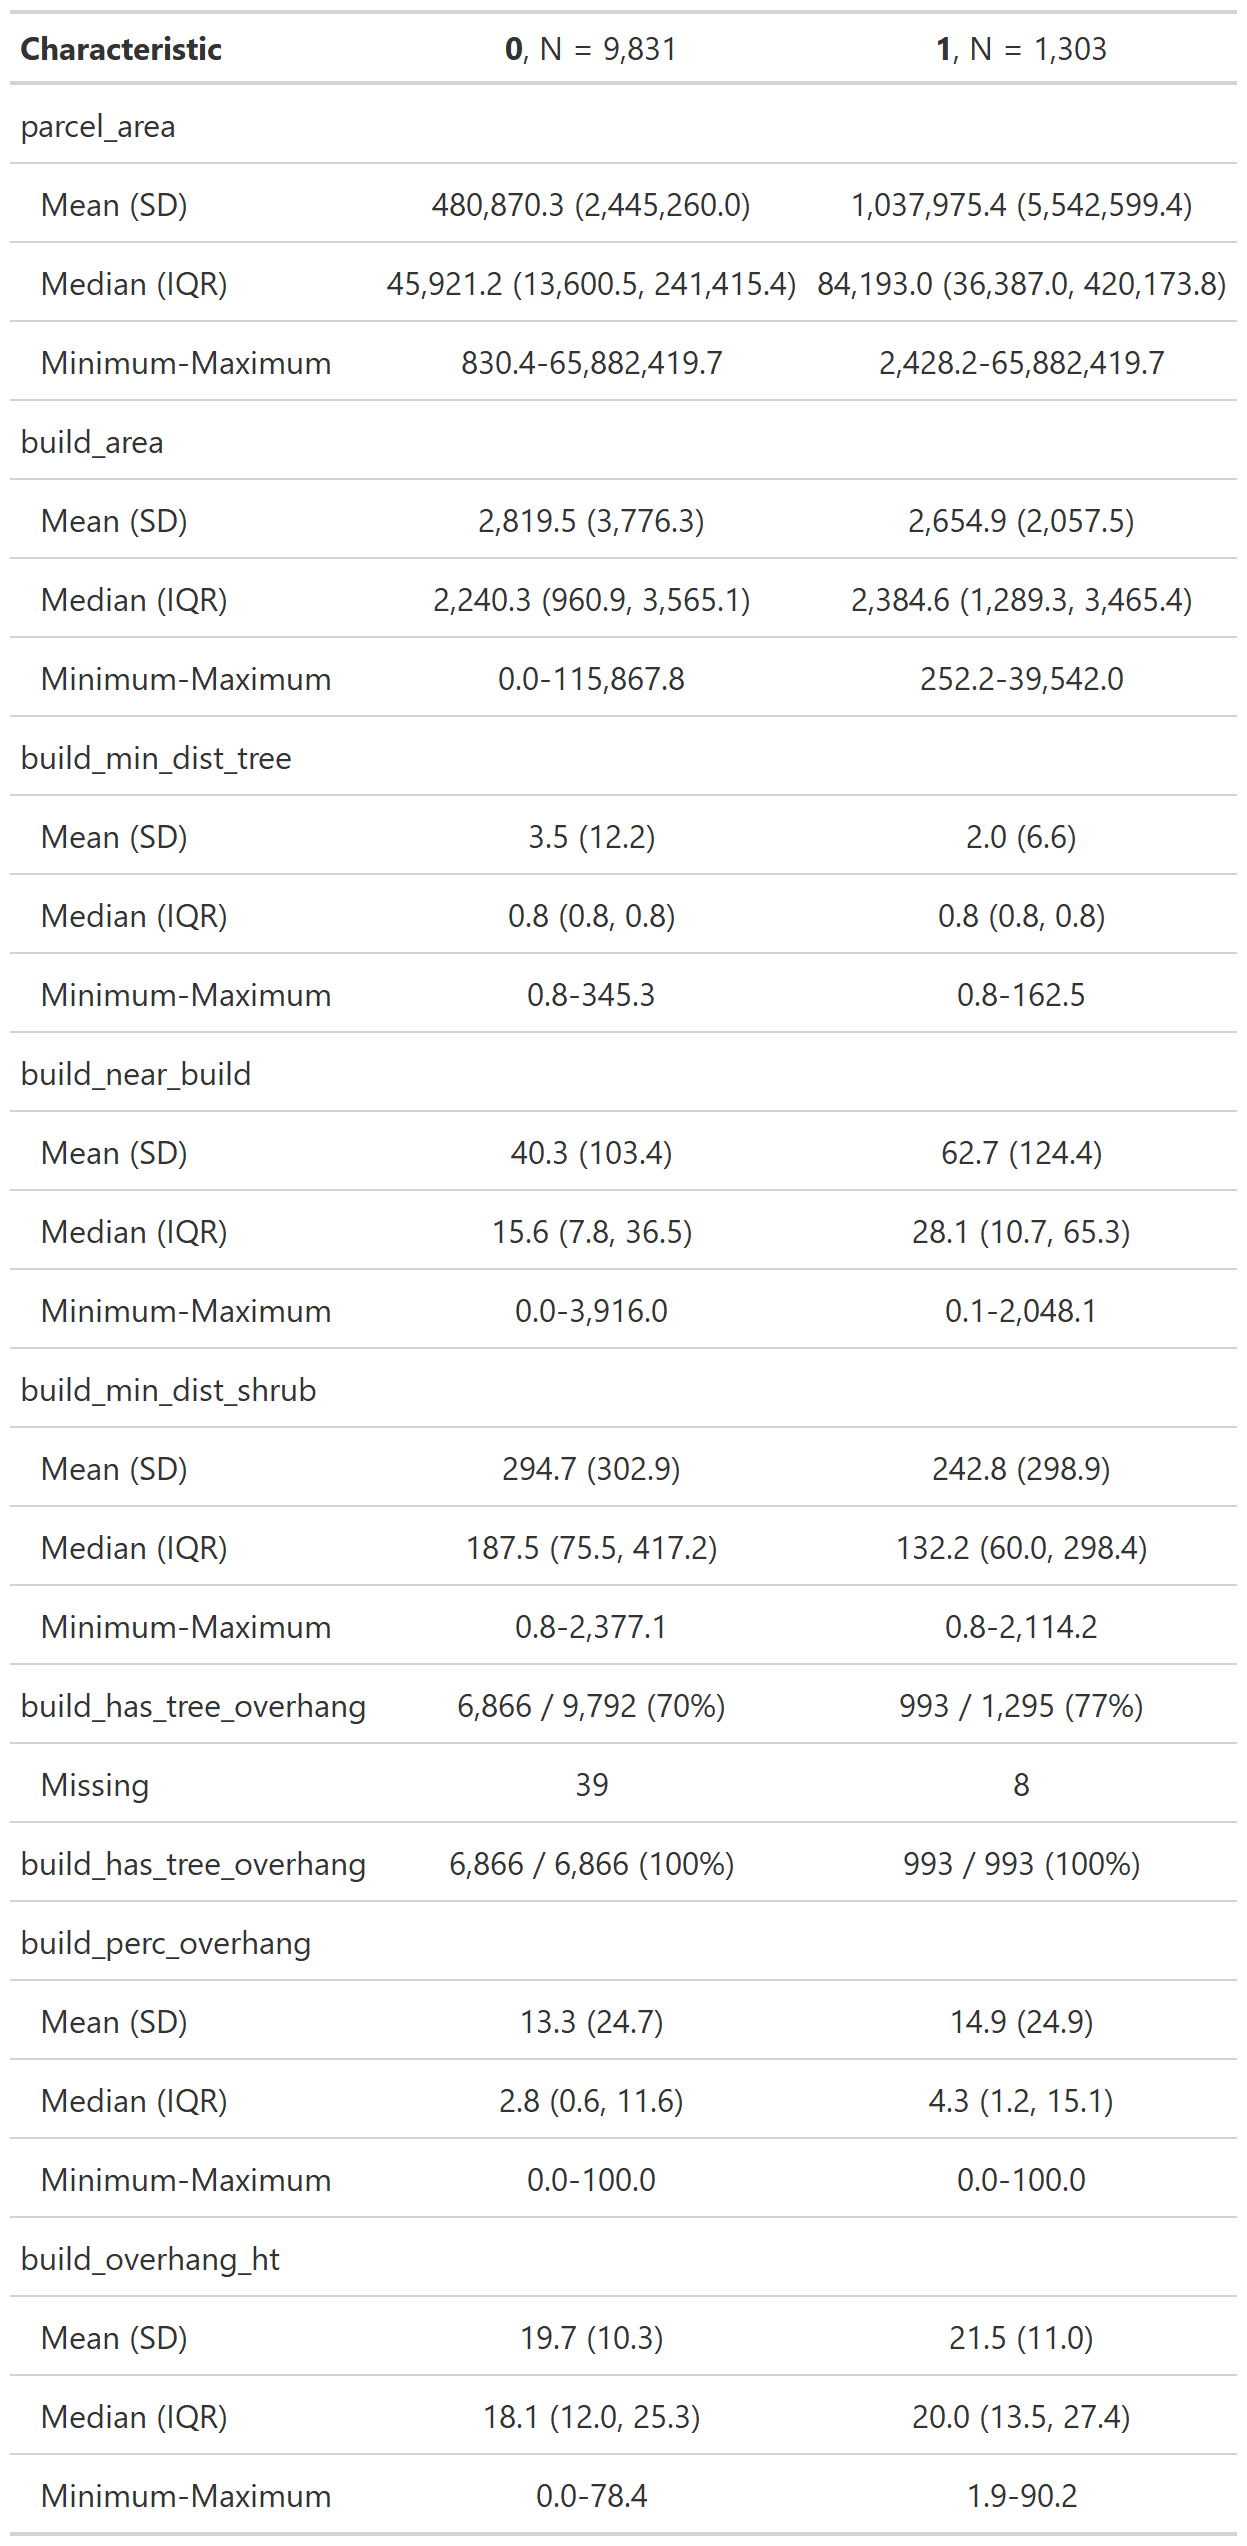 Characteristic 0, N = 9,831 1, N = 1,303
parcel_area
Mean (SD) 480,870.3 (2,445,260.0) 1,037,975.4 (5,542,599.4)
Median (IQR) 45,921.2 (13,600.5, 241,415.4) 84,193.0 (36,387.0, 420,173.8)
Minimum-Maximum 830.4-65,882,419.7 2,428.2-65,882,419.7
build_area
Mean (SD) 2,819.5 (3,776.3) 2,654.9 (2,057.5)
Median (IQR) 2,240.3 (960.9, 3,565.1) 2,384.6 (1,289.3, 3,465.4)
Minimum-Maximum 0.0-115,867.8 252.2-39,542.0
build_min_dist_tree
Mean (SD) 3.5 (12.2) 2.0 (6.6)
Median (IQR) 0.8 (0.8, 0.8) 0.8 (0.8, 0.8)
Minimum-Maximum 0.8-345.3 0.8-162.5
build_near_build
Mean (SD) 40.3 (103.4) 62.7 (124.4)
Median (IQR) 15.6 (7.8, 36.5) 28.1 (10.7, 65.3)
Minimum-Maximum 0.0-3,916.0 0.1-2,048.1
build_min_dist_shrub
Mean (SD) 294.7 (302.9) 242.8 (298.9)
Median (IQR) 187.5 (75.5, 417.2) 132.2 (60.0, 298.4)
Minimum-Maximum 0.8-2,377.1 0.8-2,114.2
build_has_tree_overhang 6,866 / 9,792 (70%) 993 / 1,295 (77%)
Missing 39 8
build_has_tree_overhang 6,866 / 6,866 (100%) 993 / 993 (100%)
build_perc_overhang
Mean (SD) 13.3 (24.7) 14.9 (24.9)
Median (IQR) 2.8 (0.6, 11.6) 4.3 (1.2, 15.1)
Minimum-Maximum 0.0-100.0 0.0-100.0
build_overhang_ht
Mean (SD) 19.7 (10.3) 21.5 (11.0)
Median (IQR) 18.1 (12.0, 25.3) 20.0 (13.5, 27.4)
Minimum-Maximum 0.0-78.4 1.9-90.2